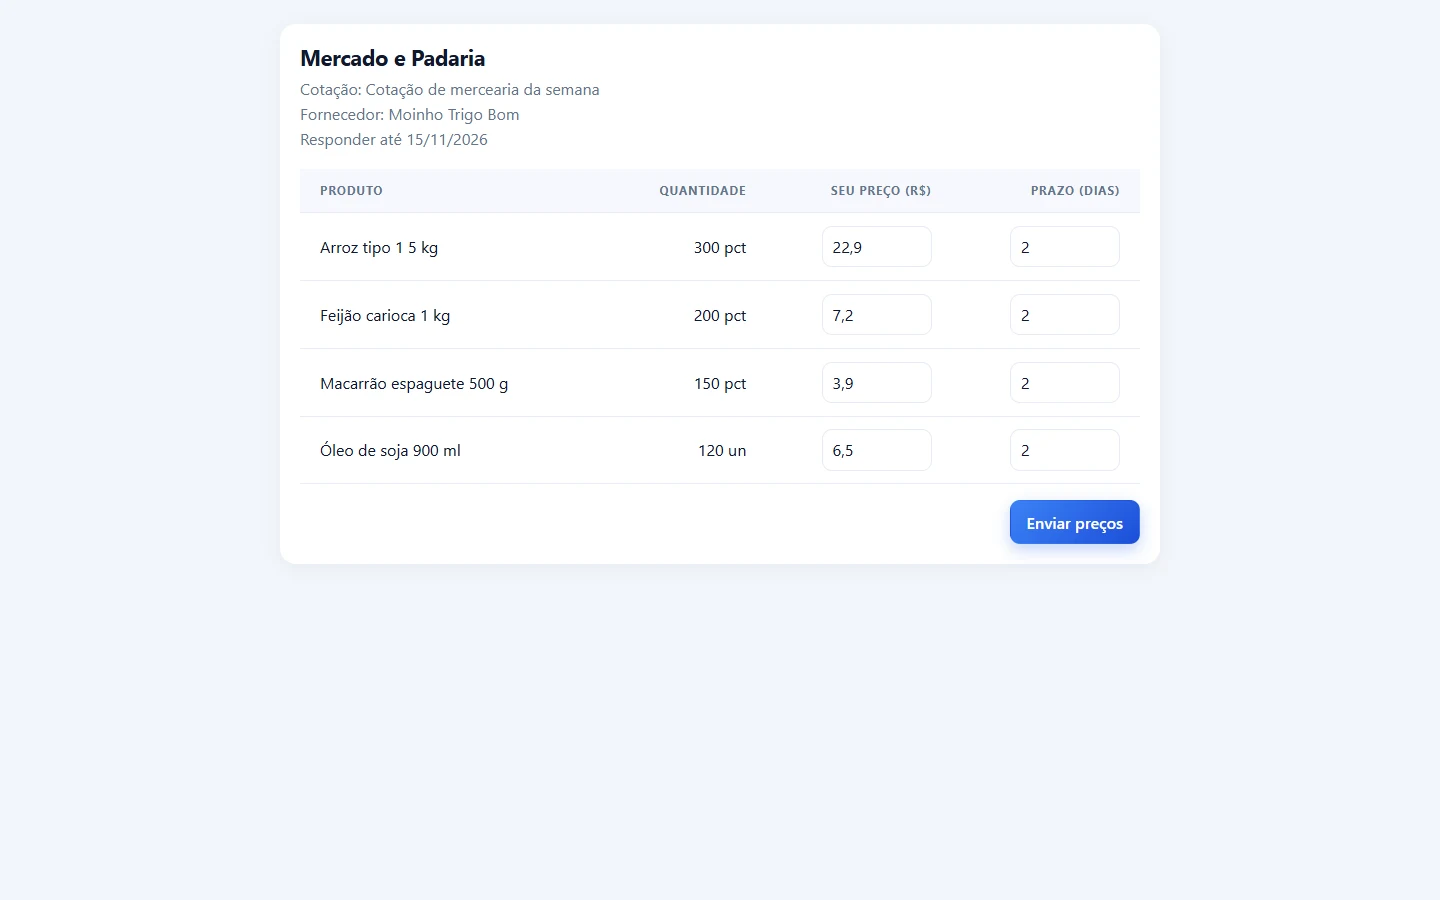 Mercado e Padaria
Cotação: Cotação de mercearia da semana
Fornecedor: Moinho Trigo Bom
Responder até 15/11/2026
PRODUTO QUANTIDADE SEU PREÇO (R$) PRAZO (DIAS)
Arroz tipo 1 5 kg 300 pct 22,9 2
Feijão carioca 1 kg 200 pct 7,2 2
Macarrão espaguete 500 g 150 pct 3,9 2
Óleo de soja 900 ml 120 un 6,5 2
Enviar preços